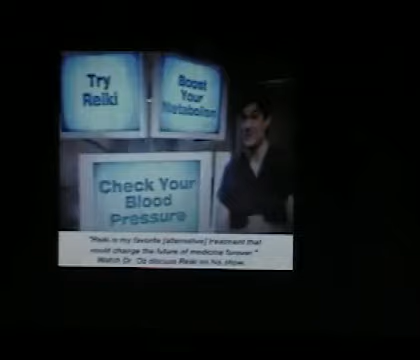 Try
Reiki
Boost
Your
Metabolism
Check Your
Blood
Pressure
"Reiki is my favorite [alternative] treatment that
could change the future of medicine forever."
Watch Dr. Oz discuss Reiki on his show.